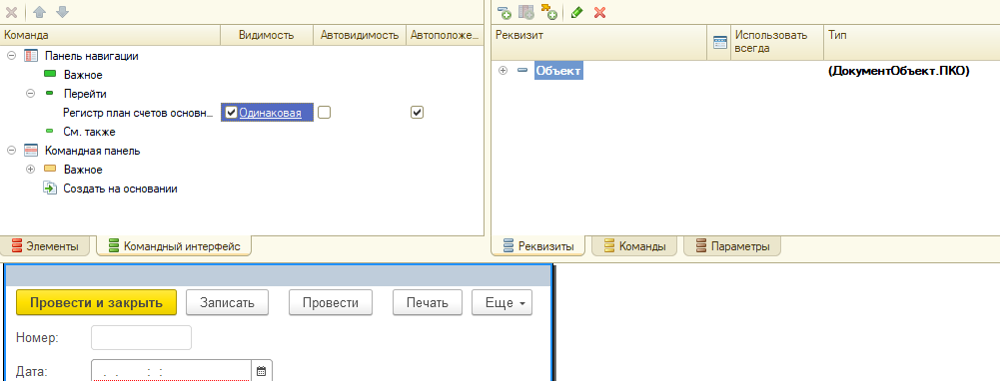 Команда Видимость Автовидимость Автоположе...
Панель навигации
Важное
Перейти
Регистр план счетов основн... Одинаковая
См. также
Командная панель
Важное
Создать на основании
Элементы Командный интерфейс
Реквизит Использовать всегда Тип
Объект (ДокументОбъект.ПКО)
Реквизиты Команды Параметры
Провести и закрыть Записать Провести Печать Еще
Номер:
Дата: . . : :